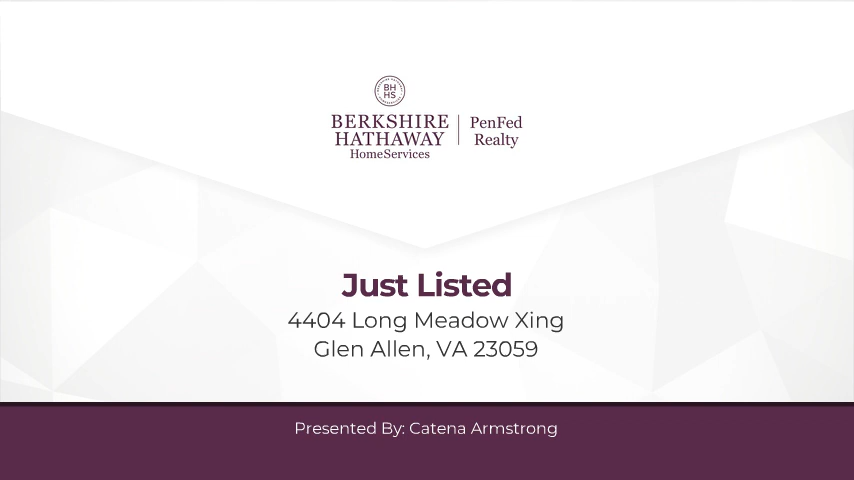 BH
HS
BERKSHIRE
HATHAWAY
HomeServices
PenFed
Realty
Just Listed
4404 Long Meadow Xing
Glen Allen, VA 23059
Presented By: Catena Armstrong